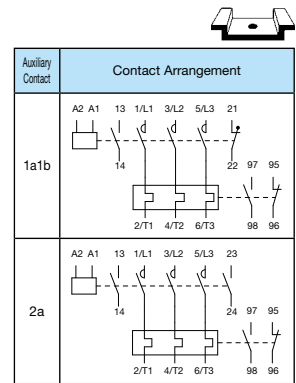 Auxiliary Contact Contact Arrangement
1a1b
A2 A1 13 1/L1 3/L2 5/L3 21
14 22 97 95
2/T1 4/T2 6/T3 98 96
2a
A2 A1 13 1/L1 3/L2 5/L3 23
14 24 97 95
2/T1 4/T2 6/T3 98 96